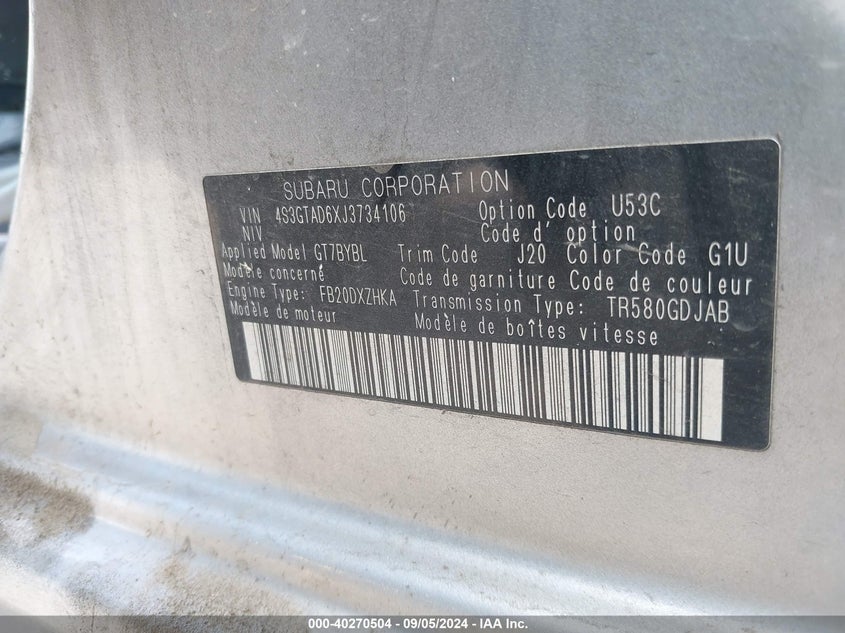 SUBARU CORPORATION
VIN 4S3GTAD6XJ3734106 Option Code U53C
NIV Code d' option
Applied Model GT7BYBL Trim Code J20 Color Code G1U
Modèle concerné Code de garniture Code de couleur
Engine Type: FB20DXZHKA Transmission Type: TR580GDJAB
Modèle de moteur Modèle de boîtes vitesse
000-40270504 - 09/05/2024 - IAA Inc.